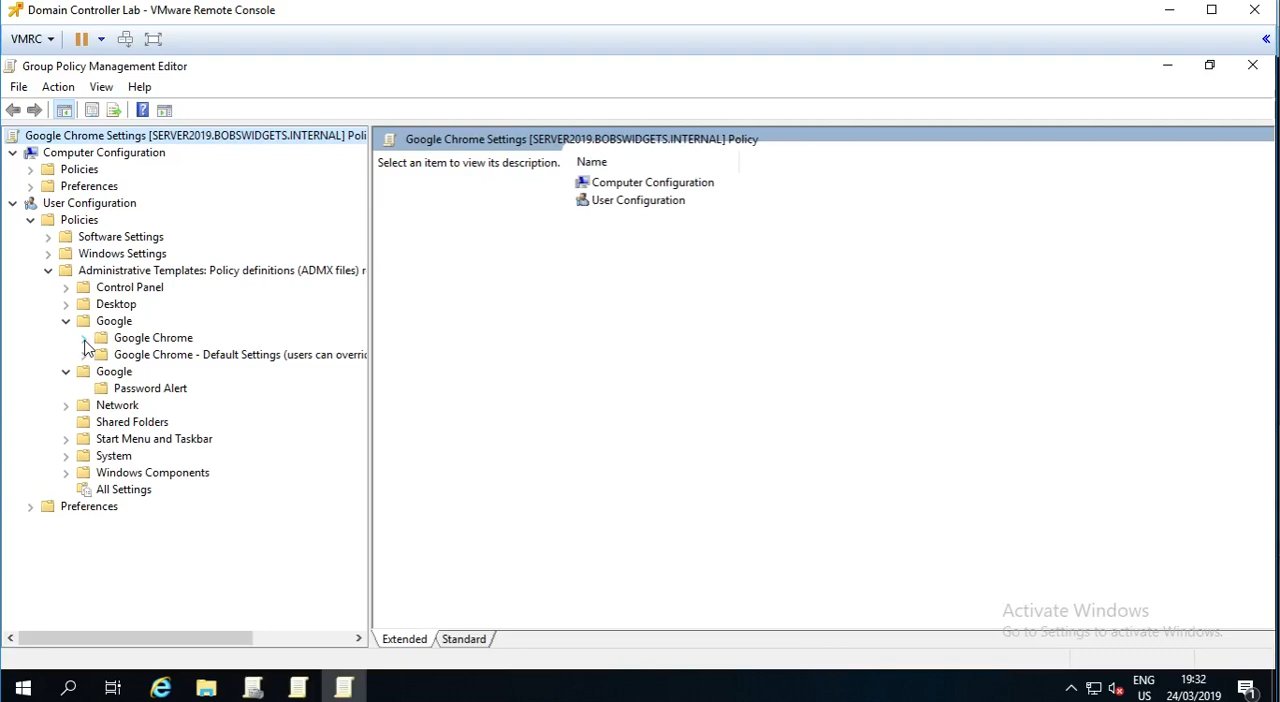 Domain Controller Lab - VMware Remote Console
VMRC
Group Policy Management Editor
File Action View Help
Google Chrome Settings [SERVER2019.BOBSWIDGETS.INTERNAL] Poli
Computer Configuration
Policies
Preferences
User Configuration
Policies
Software Settings
Windows Settings
Administrative Templates: Policy definitions (ADMX files) r
Control Panel
Desktop
Google
Google Chrome
Google Chrome - Default Settings (users can overric
Google
Password Alert
Network
Shared Folders
Start Menu and Taskbar
System
Windows Components
All Settings
Preferences
Google Chrome Settings [SERVER2019.BOBSWIDGETS.INTERNAL] Policy
Select an item to view its description.
Name
Computer Configuration
User Configuration
Activate Windows
Go to Settings to activate Windows.
Extended Standard
ENG
US
19:32
24/03/2019
1